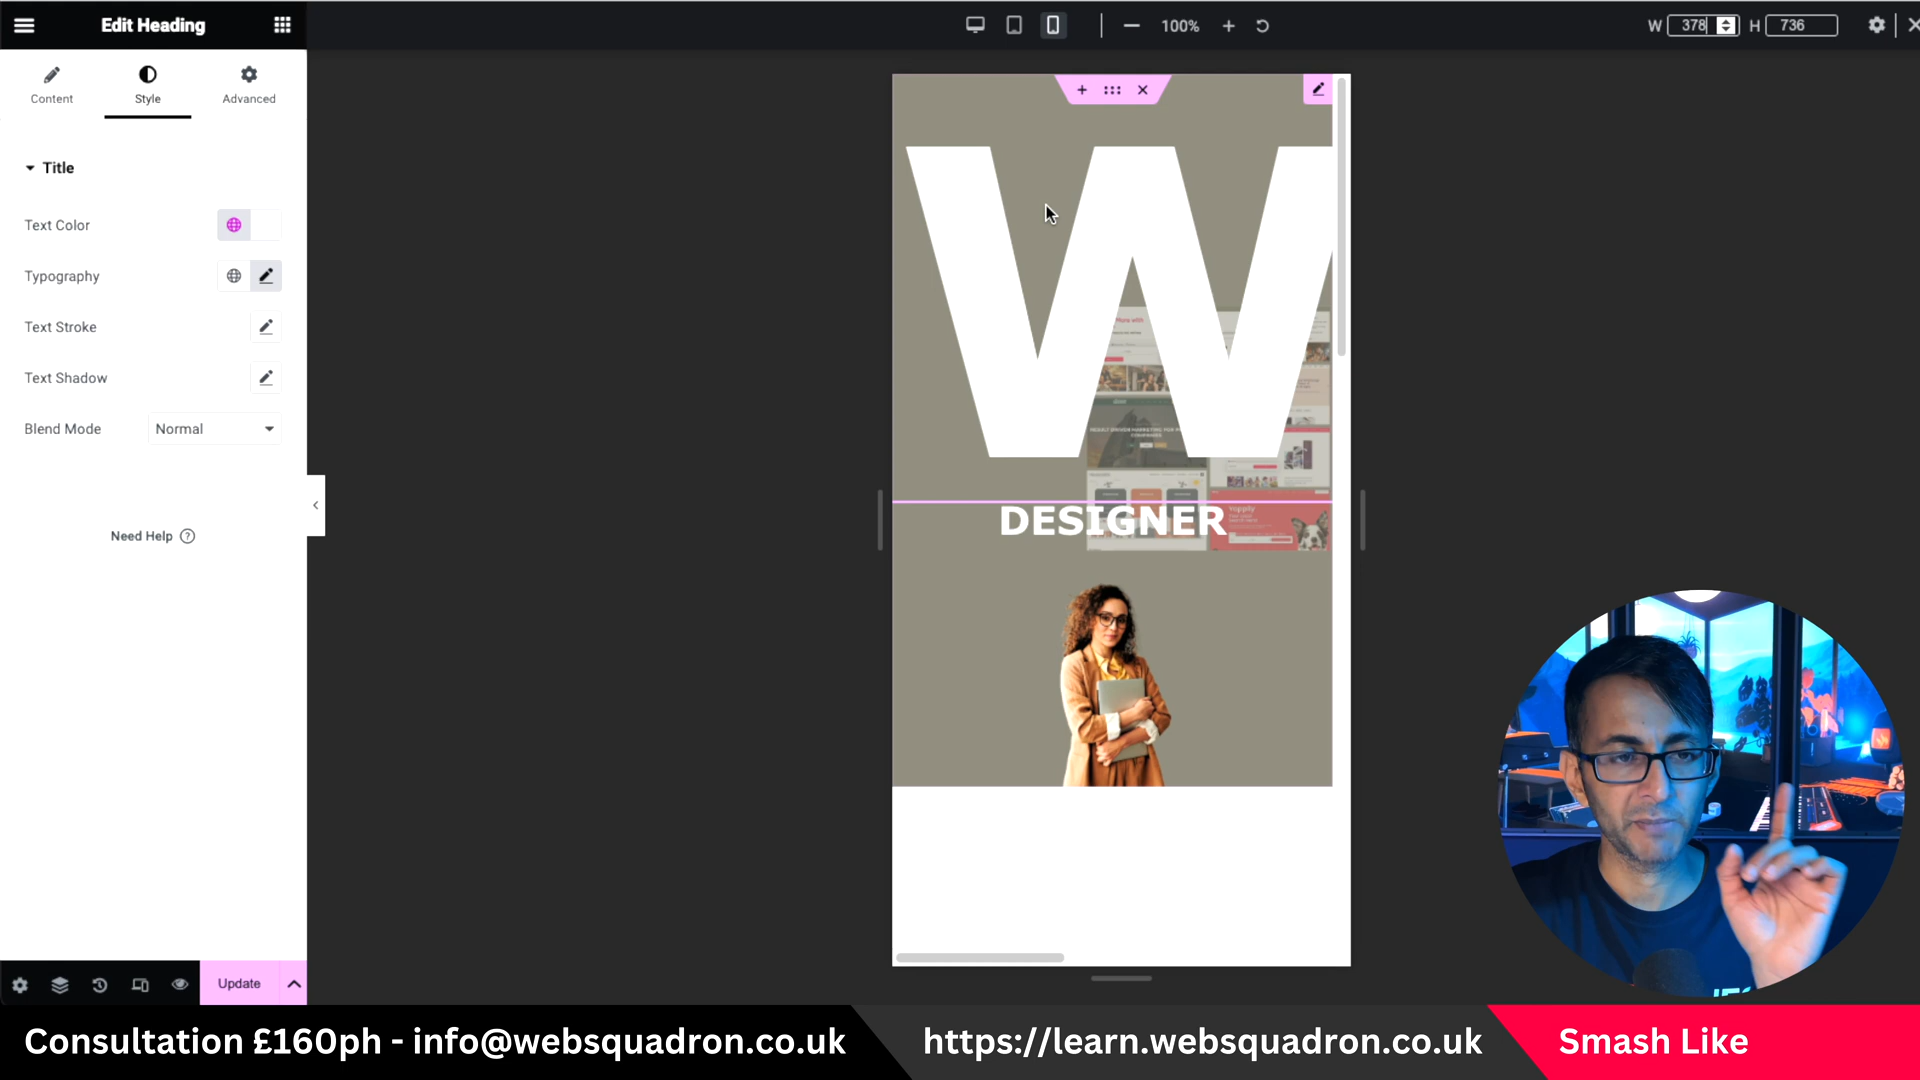 Edit Heading
100%
W 378 H 736
Content
Style
Advanced
Title
Text Color
Typography
Text Stroke
Text Shadow
Blend Mode
Normal
Need Help
W
DESIGNER
Update
Consultation £160ph - info@websquadron.co.uk
https://learn.websquadron.co.uk
Smash Like